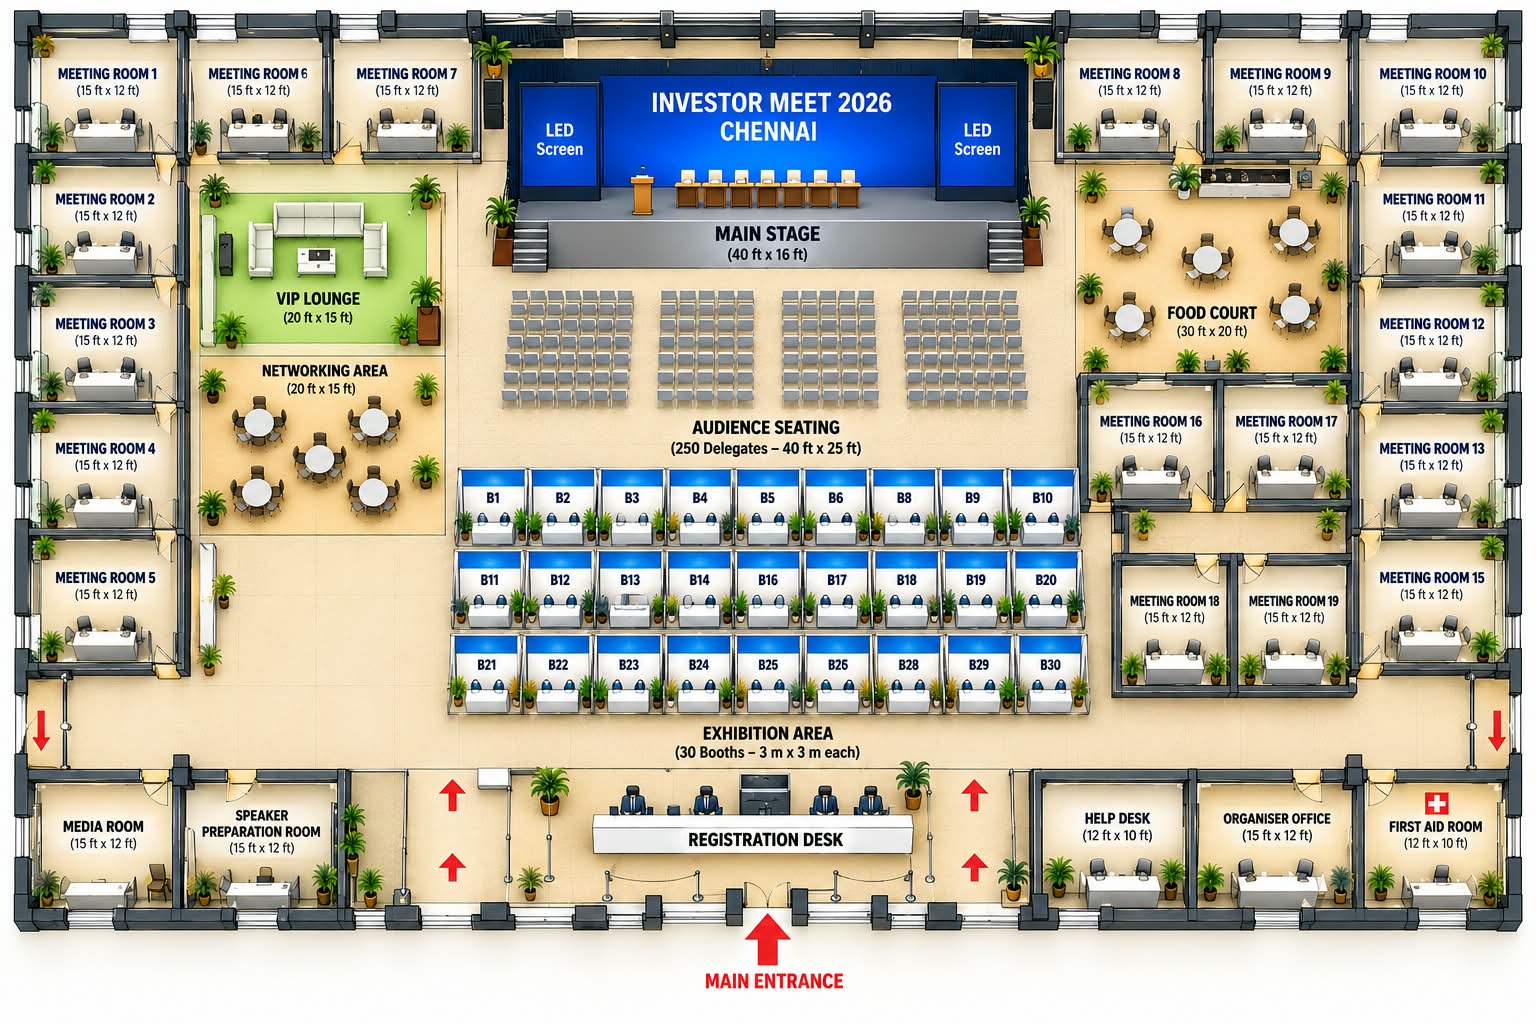 MEETING ROOM 1
(15 ft x 12 ft)
MEETING ROOM 6
(15 ft x 12 ft)
MEETING ROOM 7
(15 ft x 12 ft)
LED
Screen
INVESTOR MEET 2026
CHENNAI
LED
Screen
MEETING ROOM 8
(15 ft x 12 ft)
MEETING ROOM 9
(15 ft x 12 ft)
MEETING ROOM 10
(15 ft x 12 ft)
MEETING ROOM 2
(15 ft x 12 ft)
MEETING ROOM 11
(15 ft x 12 ft)
MAIN STAGE
(40 ft x 16 ft)
VIP LOUNGE
(20 ft x 15 ft)
FOOD COURT
(30 ft x 20 ft)
MEETING ROOM 3
(15 ft x 12 ft)
MEETING ROOM 12
(15 ft x 12 ft)
NETWORKING AREA
(20 ft x 15 ft)
AUDIENCE SEATING
(250 Delegates – 40 ft x 25 ft)
MEETING ROOM 16
(15 ft x 12 ft)
MEETING ROOM 17
(15 ft x 12 ft)
MEETING ROOM 4
(15 ft x 12 ft)
MEETING ROOM 13
(15 ft x 12 ft)
B1
B2
B3
B4
B5
B6
B8
B9
B10
MEETING ROOM 5
(15 ft x 12 ft)
B11
B12
B13
B14
B16
B17
B18
B19
B20
MEETING ROOM 15
(15 ft x 12 ft)
MEETING ROOM 18
(15 ft x 12 ft)
MEETING ROOM 19
(15 ft x 12 ft)
B21
B22
B23
B24
B25
B26
B28
B29
B30
EXHIBITION AREA
(30 Booths – 3 m x 3 m each)
MEDIA ROOM
(15 ft x 12 ft)
SPEAKER
PREPARATION ROOM
(15 ft x 12 ft)
REGISTRATION DESK
HELP DESK
(12 ft x 10 ft)
ORGANISER OFFICE
(15 ft x 12 ft)
FIRST AID ROOM
(12 ft x 10 ft)
MAIN ENTRANCE